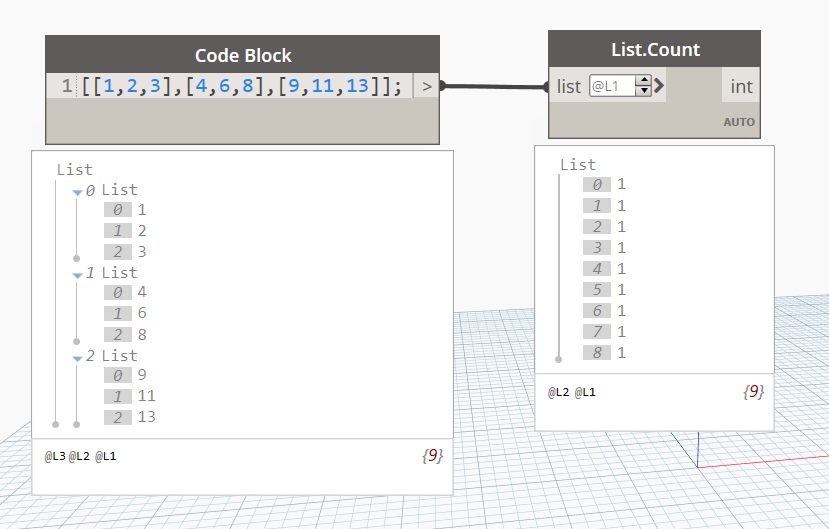 Code Block
1 [[1,2,3],[4,6,8],[9,11,13]]; >
List
0 List
0 1
1 2
2 3
1 List
0 4
1 6
2 8
2 List
0 9
1 11
2 13
@L3 @L2 @L1 {9}
List.Count
list @L1 > int
AUTO
List
0 1
1 1
2 1
3 1
4 1
5 1
6 1
7 1
8 1
@L2 @L1 {9}